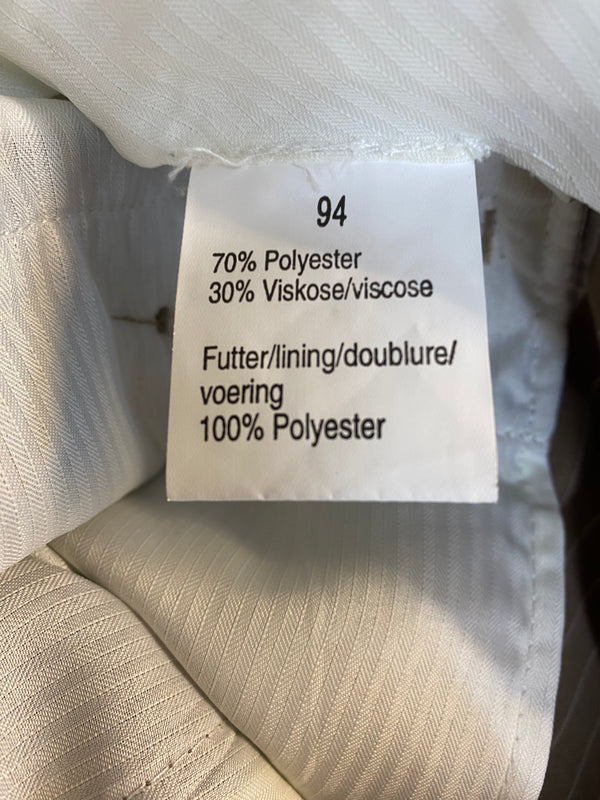 94
70% Polyester
30% Viskose/viscose
Futter/lining/doublure/
voering
100% Polyester